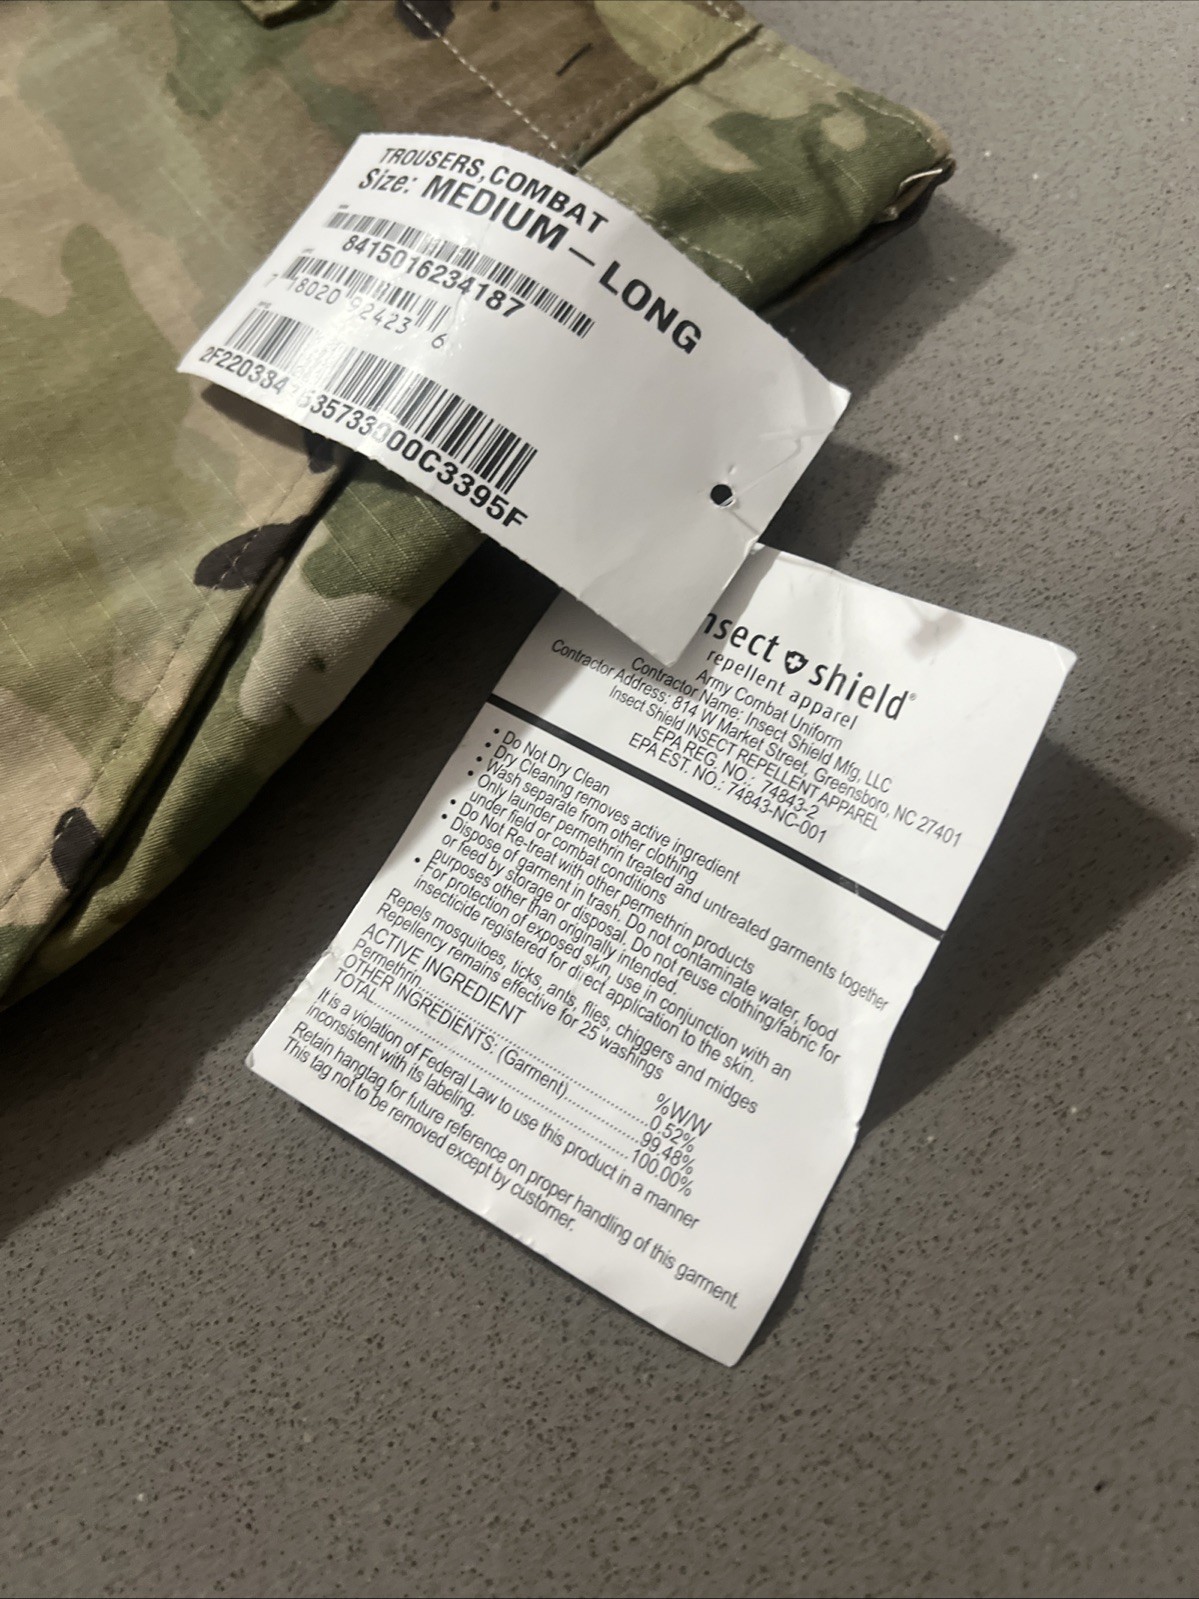 TROUSERS, COMBAT
Size: MEDIUM – LONG
8415016234187
7 18020 92423 6
2F220334 635733000C3395F
insect shield®
repellent apparel
Army Combat Uniform
Contractor Name: Insect Shield Mfg, LLC
Contractor Address: 814 W Market Street, Greensboro, NC 27401
Insect Shield INSECT REPELLENT APPAREL
EPA REG. NO.: 74843-2
EPA EST. NO.: 74843-NC-001
• Do Not Dry Clean
• Dry Cleaning removes active ingredient
• Wash separate from other clothing
• Only launder permethrin treated and untreated garments together
under field or combat conditions
• Do Not Re-treat with other permethrin products
• Dispose of garment in trash. Do not contaminate water, food
or feed by storage or disposal. Do not reuse clothing/fabric for
purposes other than originally intended.
• For protection of exposed skin, use in conjunction with an
insecticide registered for direct application to the skin.
Repels mosquitoes, ticks, ants, flies, chiggers and midges
Repellency remains effective for 25 washings
ACTIVE INGREDIENT %W/W
Permethrin..............................0.52%
OTHER INGREDIENTS: (Garment)..............99.48%
TOTAL..............................100.00%
It is a violation of Federal Law to use this product in a manner
inconsistent with its labeling.
Retain hangtag for future reference on proper handling of this garment.
This tag not to be removed except by customer.